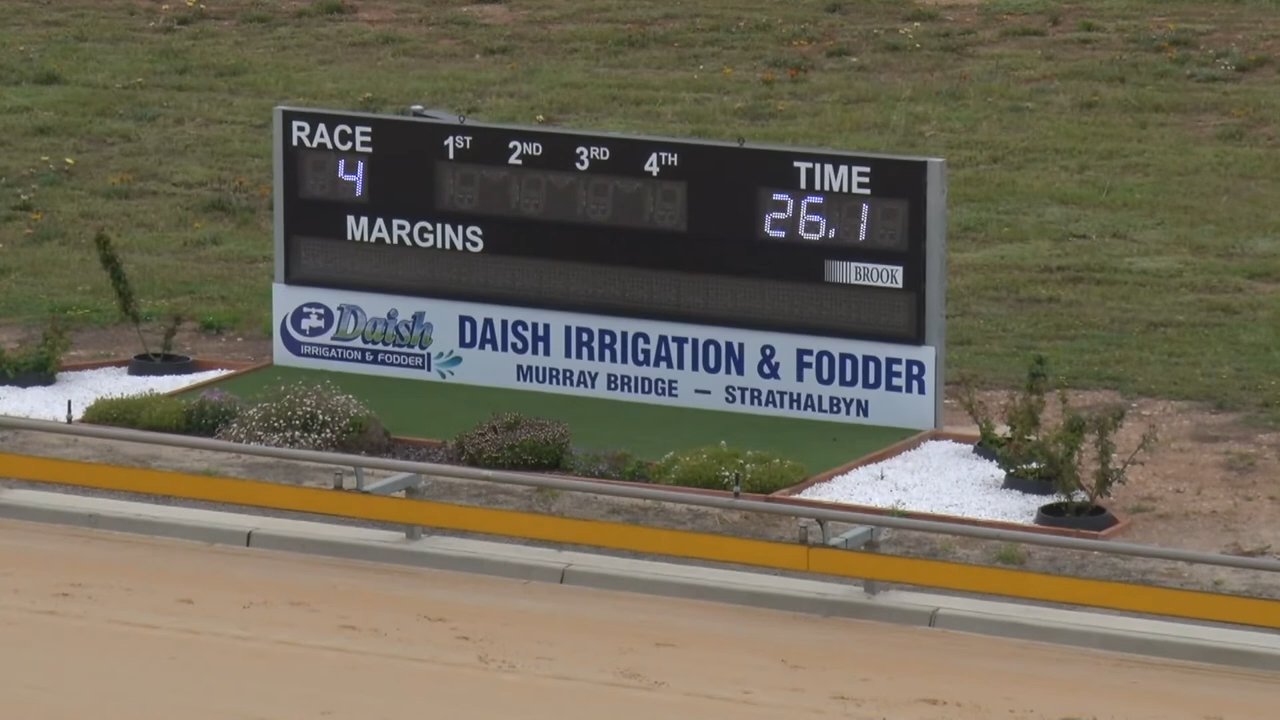 RACE 1ST 2ND 3RD 4TH TIME
4 26.1
MARGINS
BROOK
Daish
IRRIGATION & FODDER
DAISH IRRIGATION & FODDER
MURRAY BRIDGE — STRATHALBYN